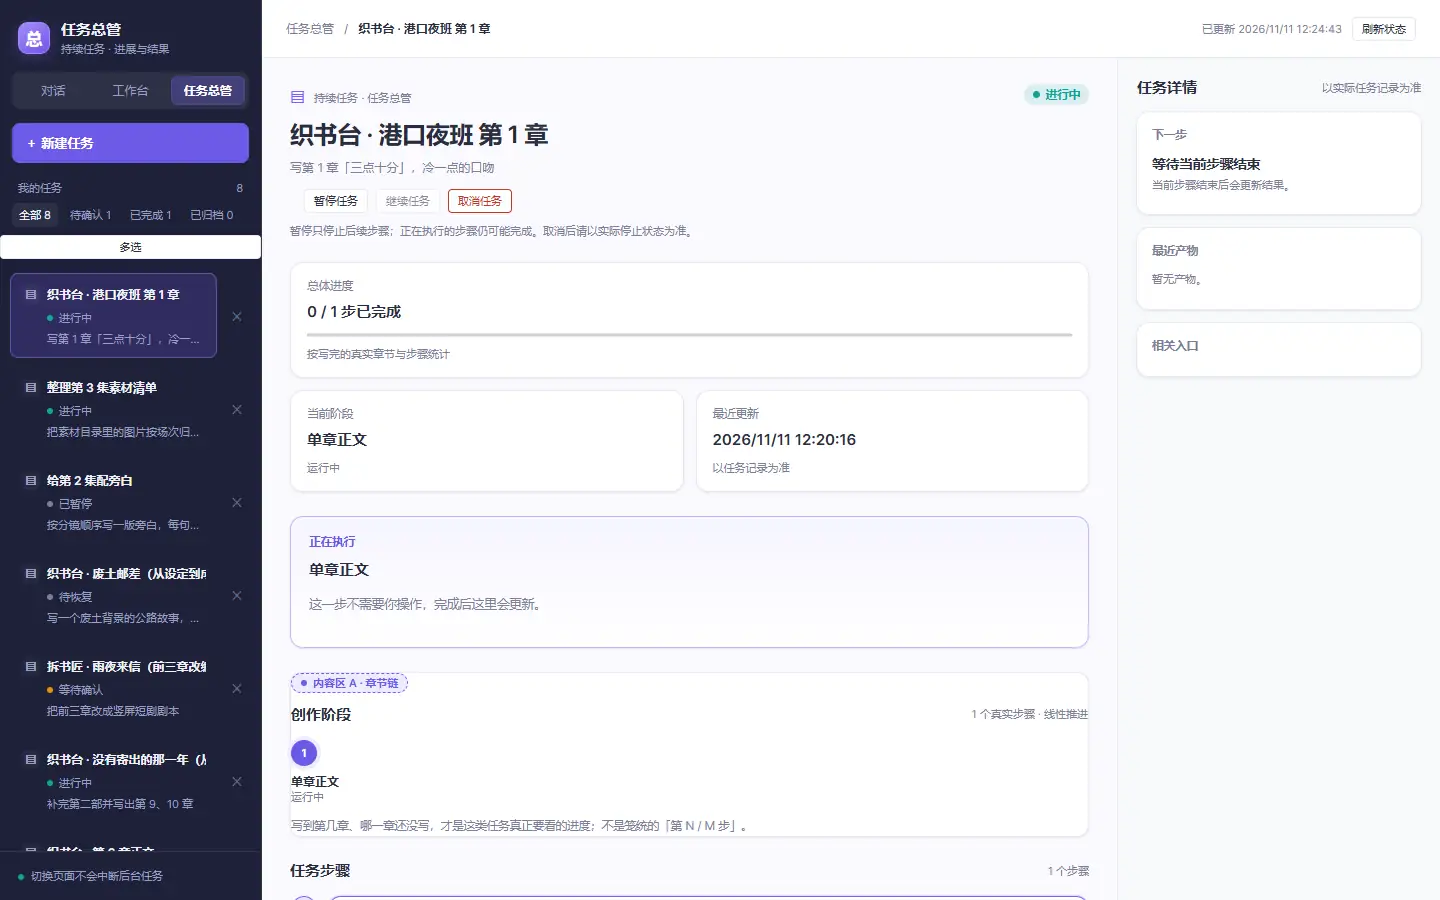 总
任务总管
持续任务 · 进展与结果
对话
工作台
任务总管
+ 新建任务
我的任务
8
全部 8
待确认 1
已完成 1
已归档 0
多选
织书台 · 港口夜班 第 1 章
进行中
写第 1 章「三点十分」，冷一...
整理第 3 集素材清单
进行中
把素材目录里的图片按场次归...
给第 2 集配旁白
已暂停
按分镜顺序写一版旁白，每句...
织书台 · 废土邮差（从设定到
待恢复
写一个废土背景的公路故事，...
拆书匠 · 雨夜来信（前三章改
等待确认
把前三章改成竖屏短剧剧本
织书台 · 没有寄出的那一年（
进行中
补完第二部并写出第 9、10 章
切换页面不会中断后台任务
任务总管 / 织书台 · 港口夜班 第 1 章
已更新 2026/11/11 12:24:43
刷新状态
持续任务 · 任务总管
进行中
织书台 · 港口夜班 第 1 章
写第 1 章「三点十分」，冷一点的口吻
暂停任务
继续任务
取消任务
暂停只停止后续步骤；正在执行的步骤仍可能完成。取消后请以实际停止状态为准。
总体进度
0 / 1 步已完成
按写完的真实章节与步骤统计
当前阶段
单章正文
运行中
最近更新
2026/11/11 12:20:16
以任务记录为准
正在执行
单章正文
这一步不需要你操作，完成后这里会更新。
内容区 A · 章节链
创作阶段
1 个真实步骤 · 线性推进
1
单章正文
运行中
写到第几章、哪一章还没写，才是这类任务真正要看的进度；不是笼统的「第 N / M 步」。
任务步骤
1 个步骤
任务详情
以实际任务记录为准
下一步
等待当前步骤结束
当前步骤结束后会更新结果。
最近产物
暂无产物。
相关入口